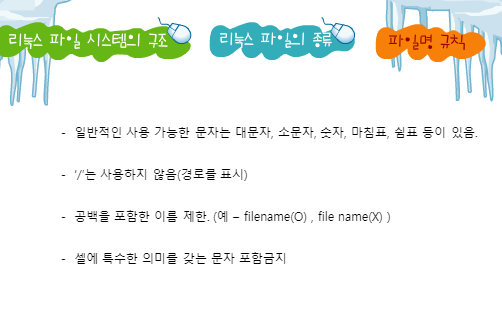 리눅스 파일 시스템의 구조
리눅스 파일의 종류
파일명 규칙
- 일반적인 사용 가능한 문자는 대문자, 소문자, 숫자, 마침표, 쉼표 등이 있음.
- ‘/’는 사용하지 않음(경로를 표시)
- 공백을 포함한 이름 제한. (예 – filename(O) , file name(X) )
- 셸에 특수한 의미를 갖는 문자 포함금지